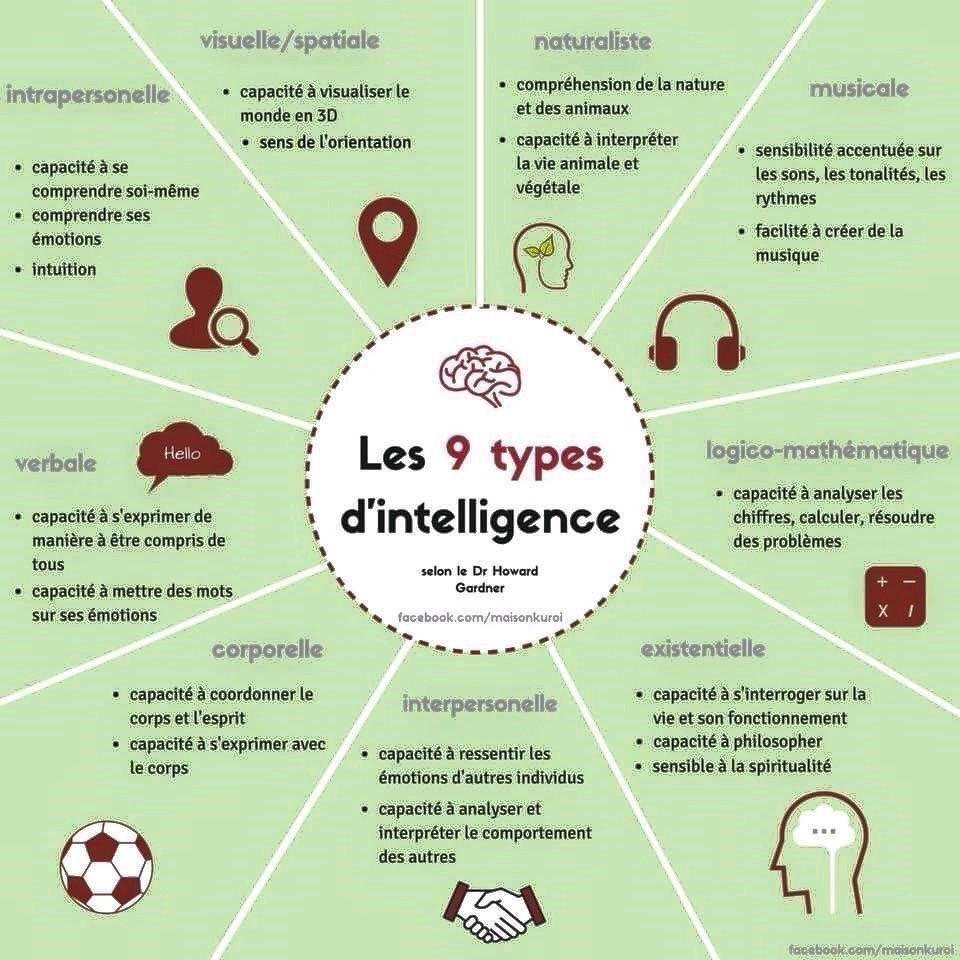 visuelle/spatiale
• capacité à visualiser le
monde en 3D
• sens de l'orientation
naturaliste
• compréhension de la nature
et des animaux
• capacité à interpréter
la vie animale et
végétale
musicale
• sensibilité accentuée sur
les sons, les tonalités, les
rythmes
• facilité à créer de la
musique
intrapersonelle
• capacité à se
comprendre soi-même
• comprendre ses
émotions
• intuition
Les 9 types
d'intelligence
selon le Dr Howard
Gardner
facebook.com/maisonkuroi
verbale
Hello
• capacité à s'exprimer de
manière à être compris de
tous
• capacité à mettre des mots
sur ses émotions
logico-mathématique
• capacité à analyser les
chiffres, calculer, résoudre
des problèmes
+ −
x /
corporelle
• capacité à coordonner le
corps et l'esprit
• capacité à s'exprimer avec
le corps
interpersonelle
• capacité à ressentir les
émotions d'autres individus
• capacité à analyser et
interpréter le comportement
des autres
existentielle
• capacité à s'interroger sur la
vie et son fonctionnement
• capacité à philosopher
• sensible à la spiritualité
...
facebook.com/maisonkuroi